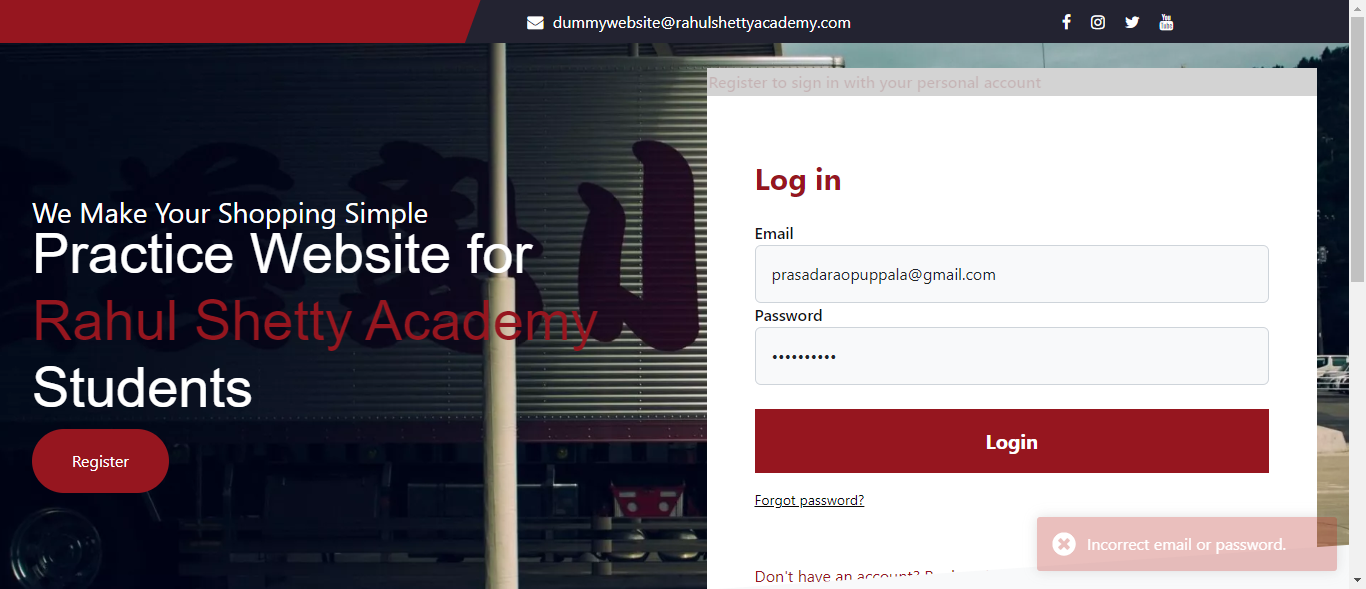 dummywebsite@rahulshettyacademy.com
Register to sign in with your personal account
We Make Your Shopping Simple
Practice Website for
Rahul Shetty Academy
Students
Register
Log in
Email
prasadaraopuppala@gmail.com
Password
••••••••••
Login
Forgot password?
Incorrect email or password.
Don't have an account?